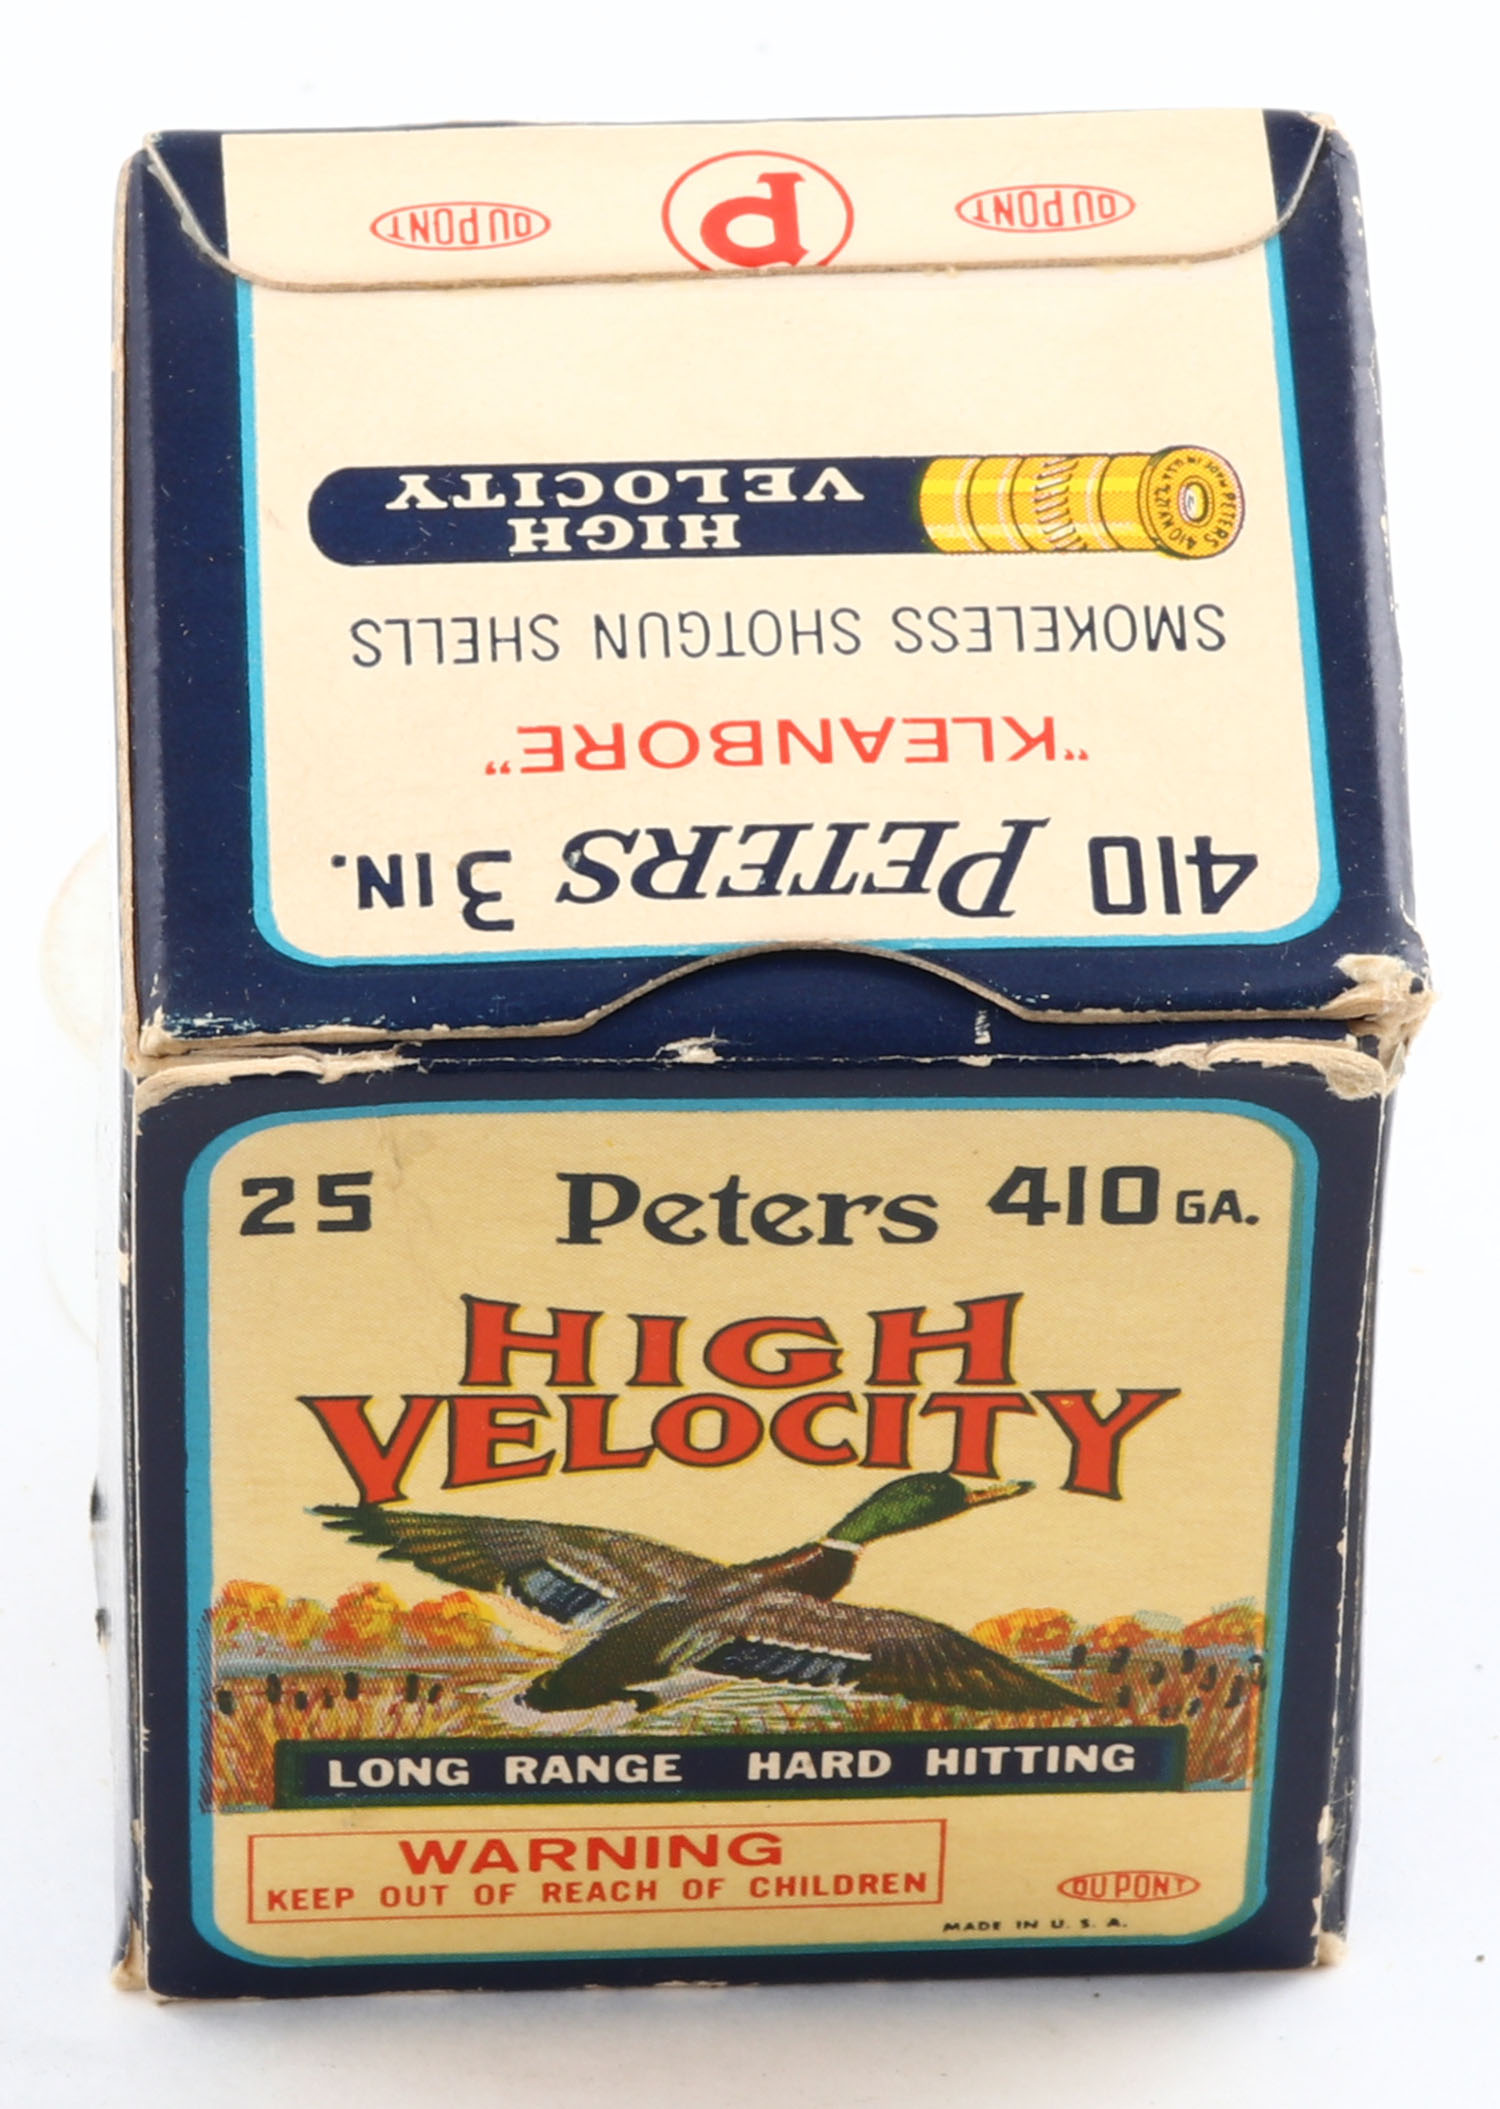 DU PONT P DU PONT
HIGH
VELOCITY
SMOKELESS SHOTGUN SHELLS
"KLEANBORE"
410 PETERS 3 IN.
25 Peters 410 GA.
HIGH
VELOCITY
LONG RANGE HARD HITTING
WARNING
KEEP OUT OF REACH OF CHILDREN
DU PONT
MADE IN U. S. A.